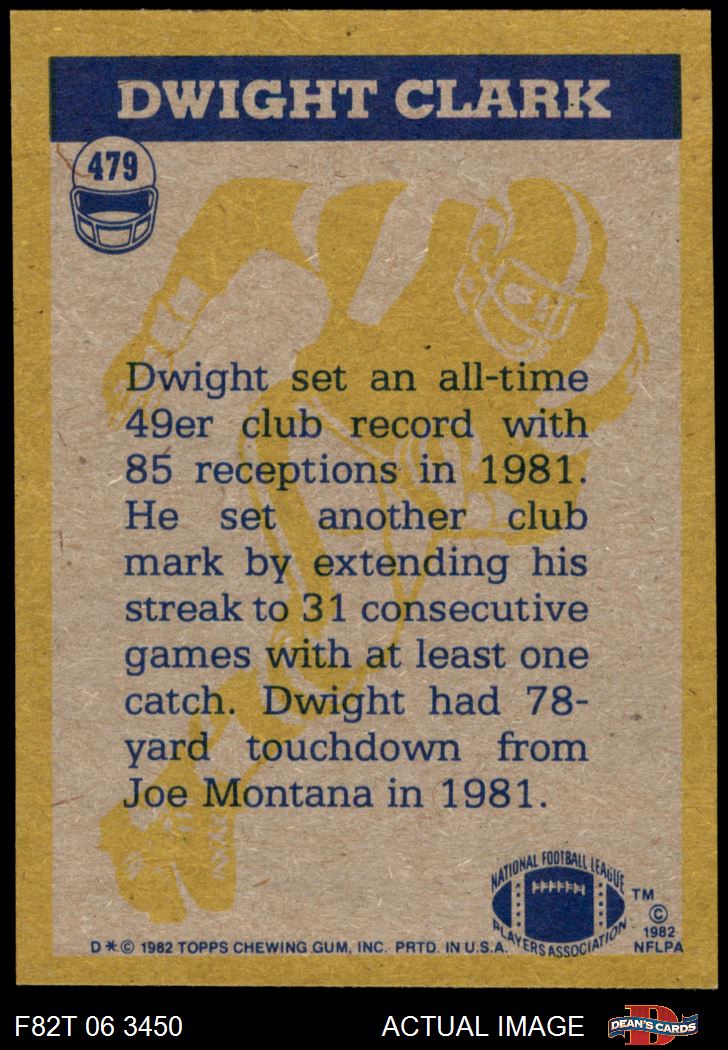 DWIGHT CLARK
479
Dwight set an all-time
49er club record with
85 receptions in 1981.
He set another club
mark by extending his
streak to 31 consecutive
games with at least one
catch. Dwight had 78-
yard touchdown from
Joe Montana in 1981.
NATIONAL FOOTBALL LEAGUE
PLAYERS ASSOCIATION
TM
©
1982
NFLPA
D * © 1982 TOPPS CHEWING GUM, INC. PRTD. IN U.S.A.
F82T 06 3450
ACTUAL IMAGE
D
DEAN'S CARDS